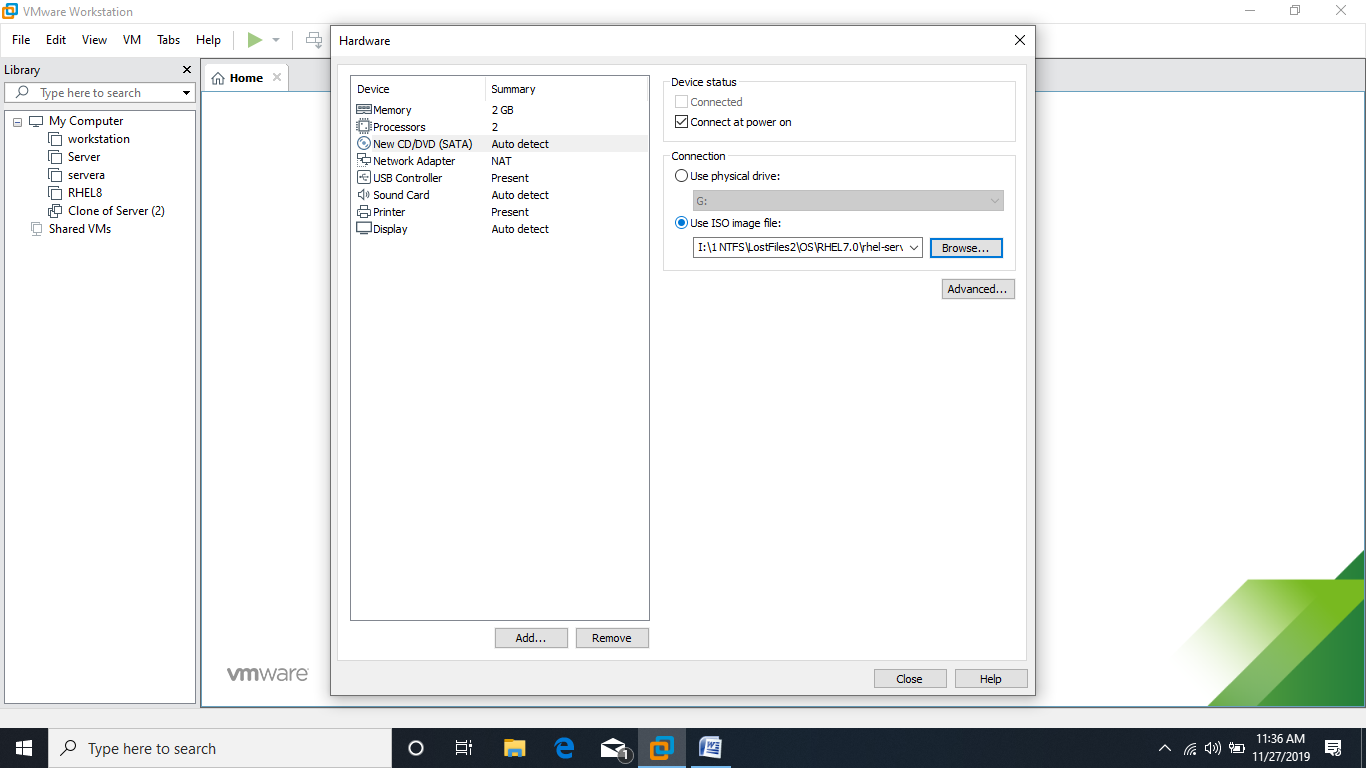 VMware Workstation
File Edit View VM Tabs Help
Library
Type here to search
My Computer
workstation
Server
servera
RHEL8
Clone of Server (2)
Shared VMs
Home
vmware
Hardware
Device Summary
Memory 2 GB
Processors 2
New CD/DVD (SATA) Auto detect
Network Adapter NAT
USB Controller Present
Sound Card Auto detect
Printer Present
Display Auto detect
Add... Remove
Device status
Connected
Connect at power on
Connection
Use physical drive:
G:
Use ISO image file:
I:\1 NTFS\LostFiles2\OS\RHEL7.0\rhel-serv Browse...
Advanced...
Close Help
Type here to search
1
11:36 AM
11/27/2019